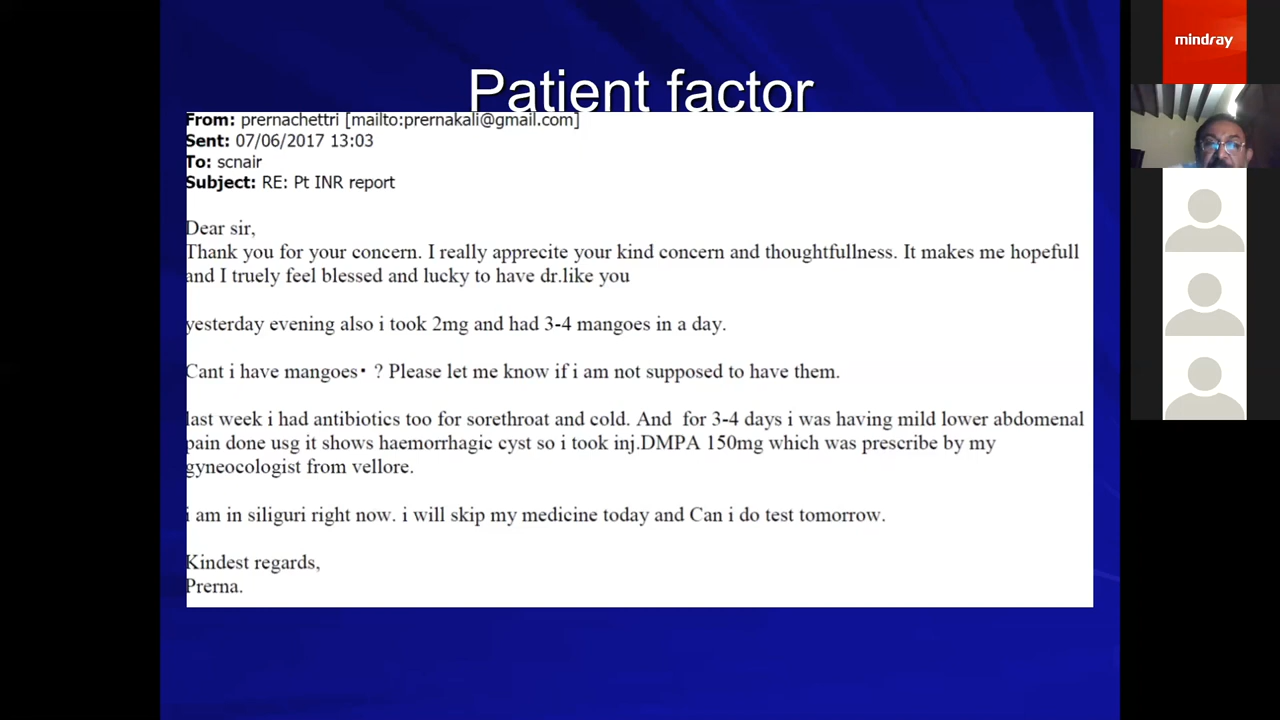 Patient factor
From: prernachettri [mailto:prernakali@gmail.com]
Sent: 07/06/2017 13:03
To: scnair
Subject: RE: Pt INR report
Dear sir,
Thank you for your concern. I really apprecite your kind concern and thoughtfullness. It makes me hopefull
and I truely feel blessed and lucky to have dr.like you
yesterday evening also i took 2mg and had 3-4 mangoes in a day.
Cant i have mangoes· ? Please let me know if i am not supposed to have them.
last week i had antibiotics too for sorethroat and cold. And for 3-4 days i was having mild lower abdomenal
pain done usg it shows haemorrhagic cyst so i took inj.DMPA 150mg which was prescribe by my
gyneocologist from vellore.
i am in siliguri right now. i will skip my medicine today and Can i do test tomorrow.
Kindest regards,
Prerna.
mindray